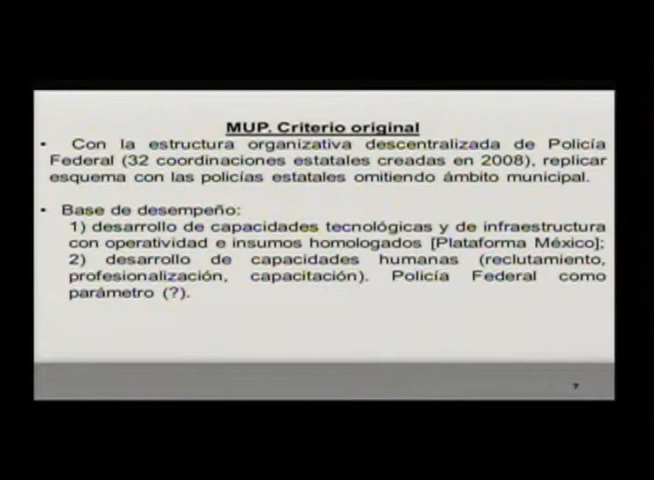 MUP. Criterio original
• Con la estructura organizativa descentralizada de Policía
Federal (32 coordinaciones estatales creadas en 2008), replicar
esquema con las policías estatales omitiendo ámbito municipal.
• Base de desempeño:
1) desarrollo de capacidades tecnológicas y de infraestructura
con operatividad e insumos homologados [Plataforma México];
2) desarrollo de capacidades humanas (reclutamiento,
profesionalización, capacitación). Policía Federal como
parámetro (?).
7